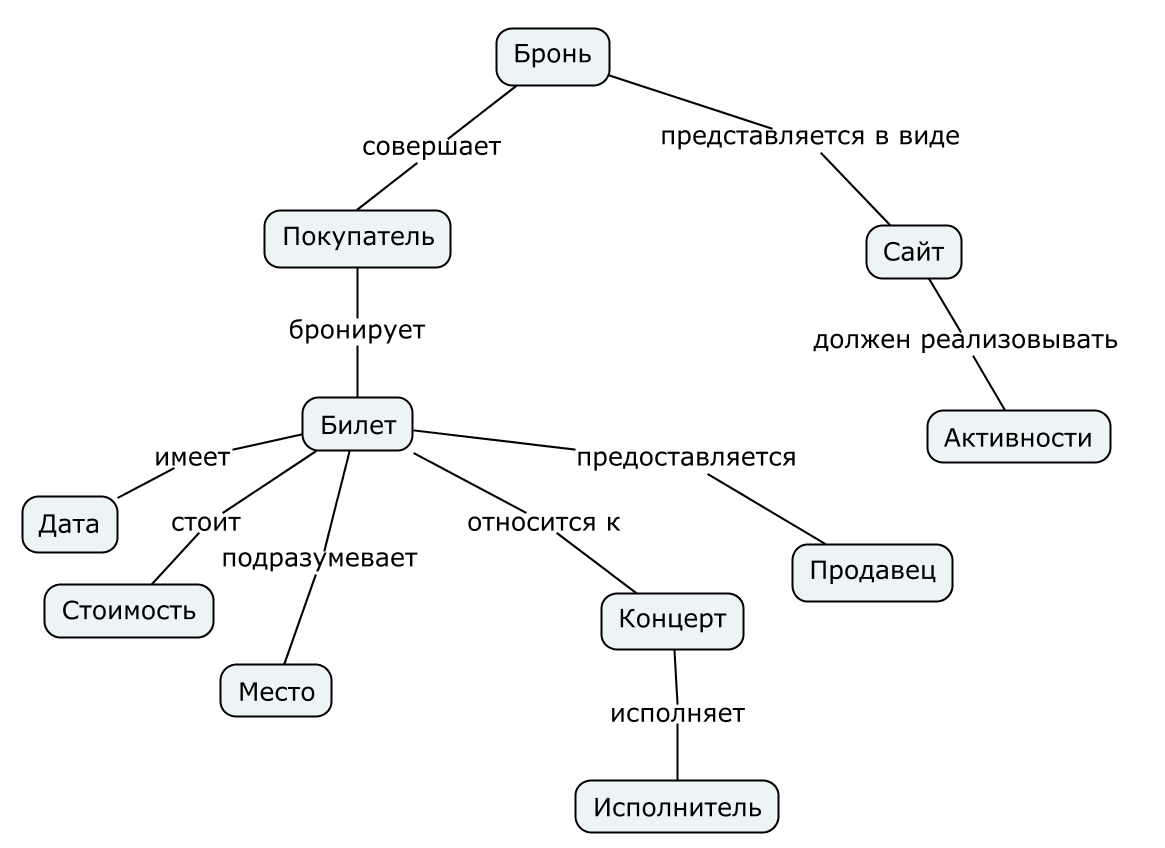 Бронь
представляется в виде
совершает
Покупатель
Сайт
бронирует
должен реализовывать
Билет
Активности
имеет
предоставляется
Дата
стоит
относится к
подразумевает
Продавец
Стоимость
Концерт
Место
исполняет
Исполнитель